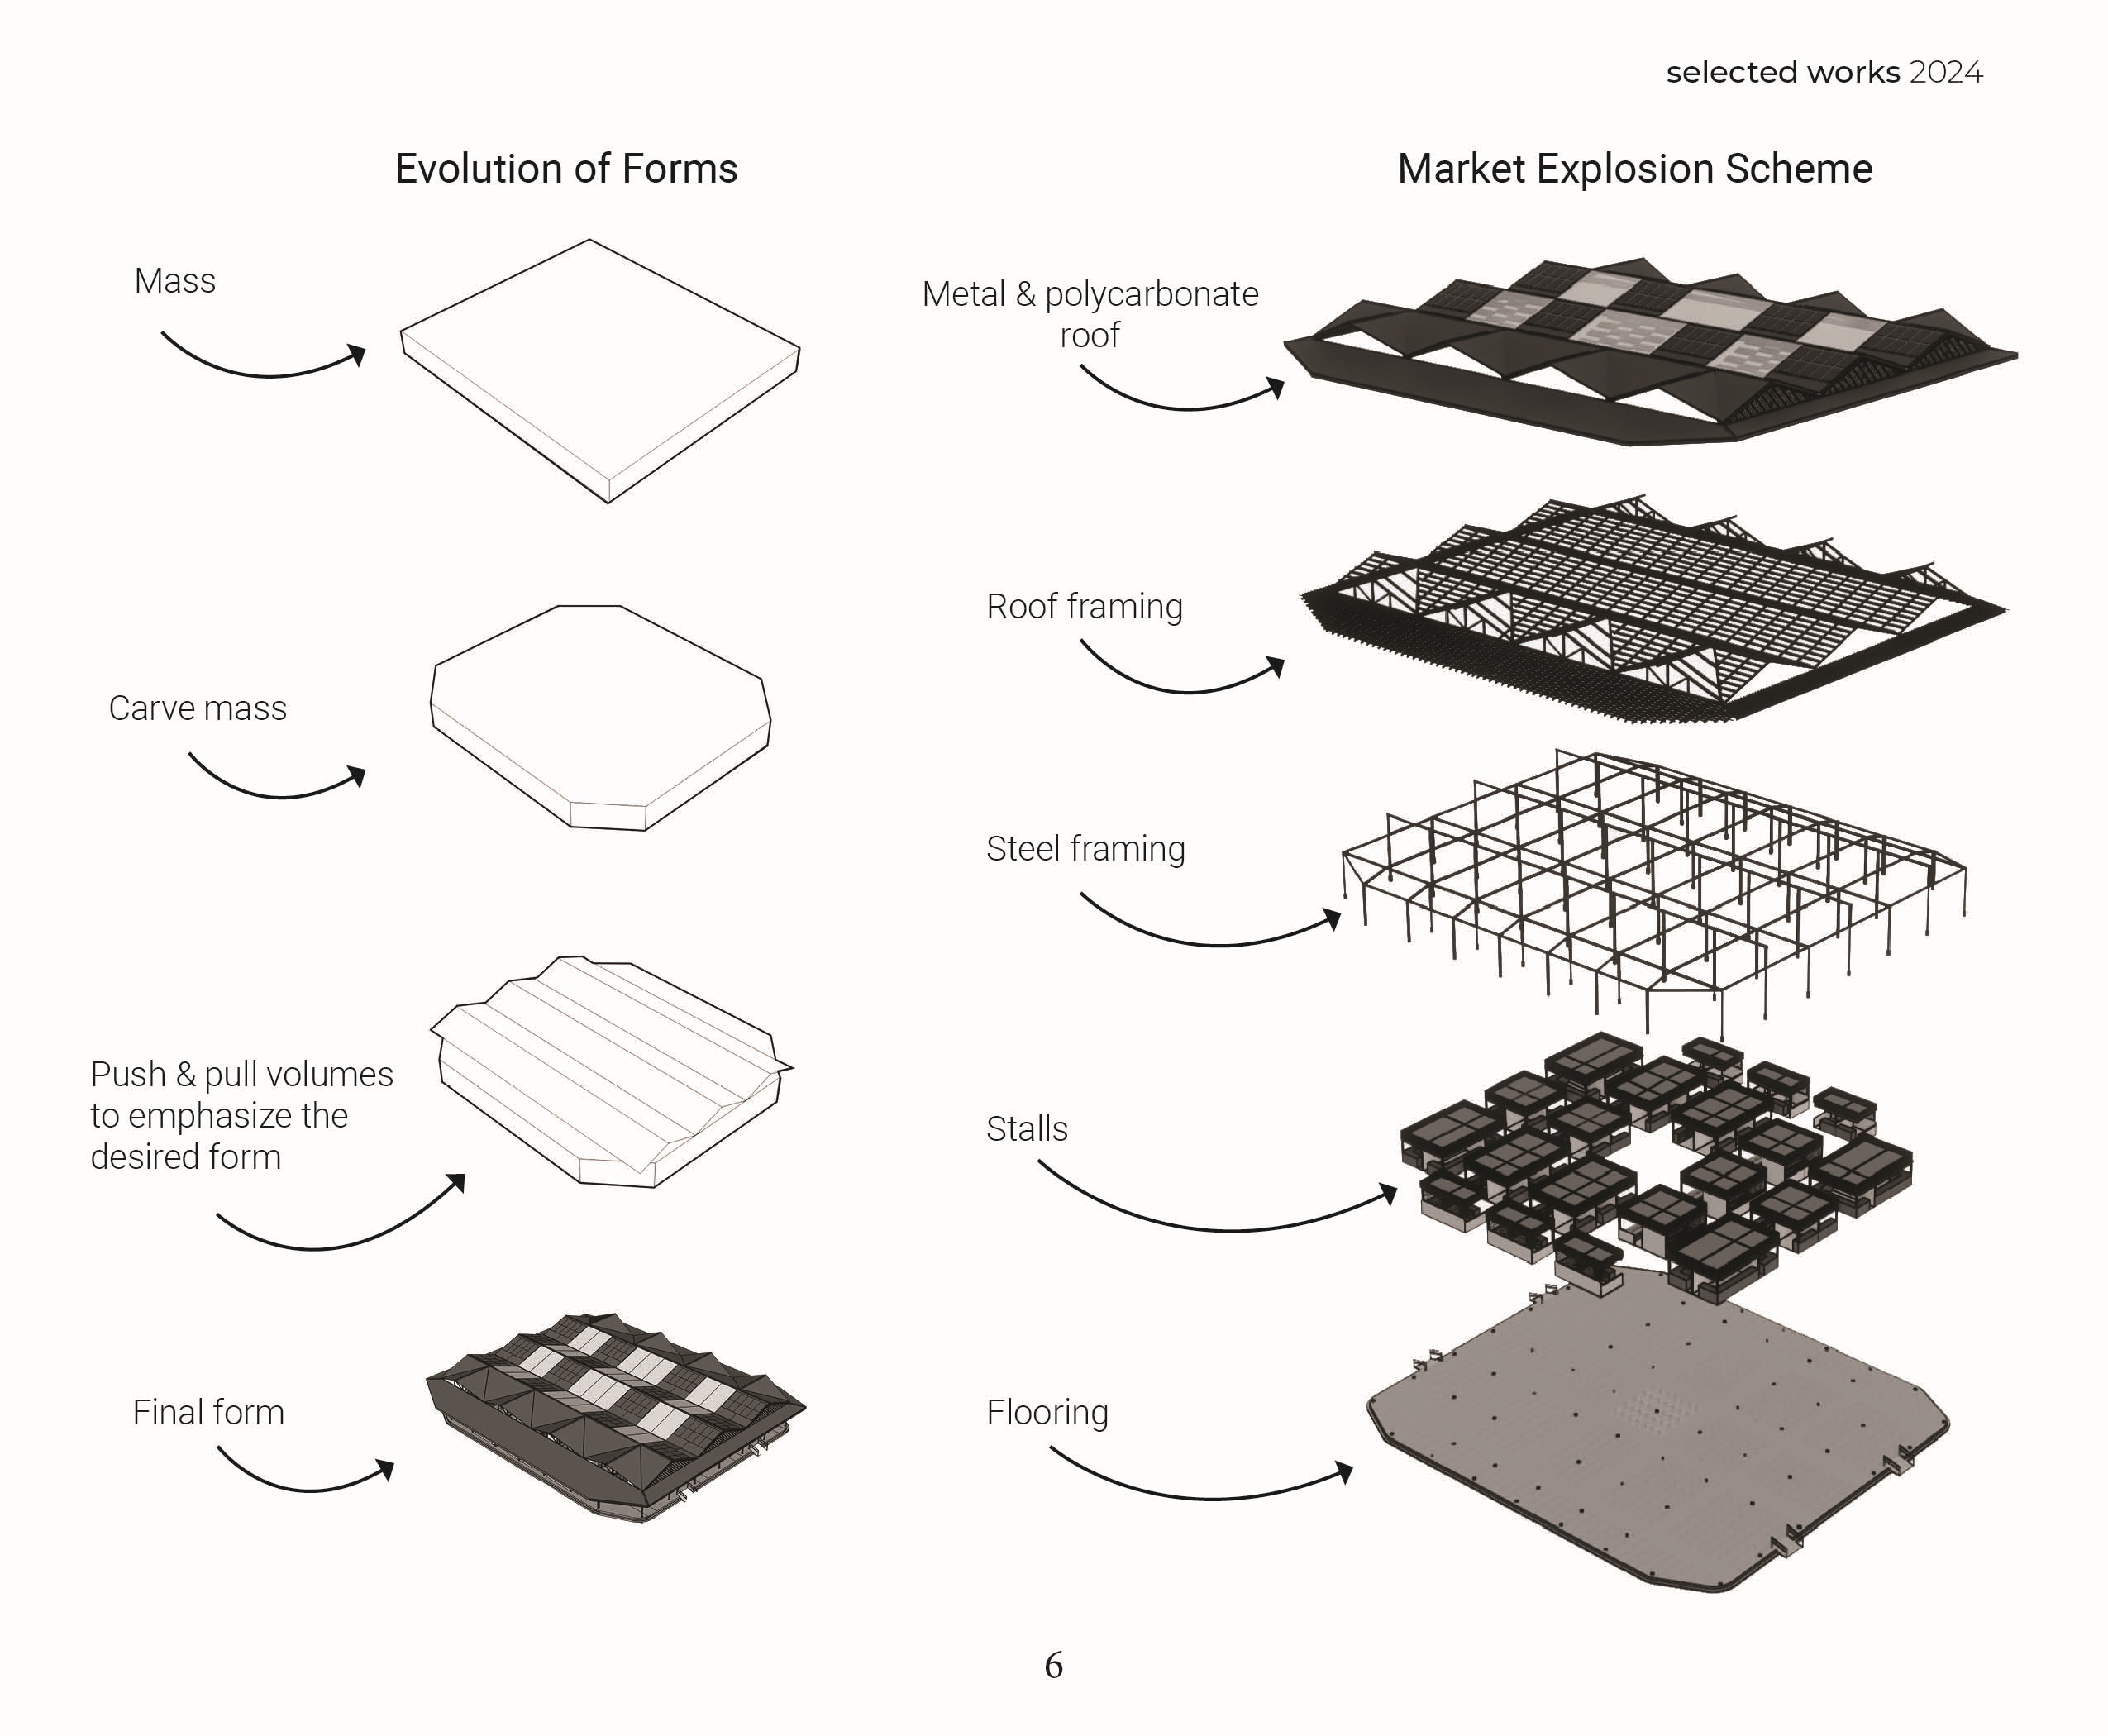 selected works 2024
Evolution of Forms
Mass
Carve mass
Push & pull volumes
to emphasize the
desired form
Final form
Market Explosion Scheme
Metal & polycarbonate
roof
Roof framing
Steel framing
Stalls
Flooring
6